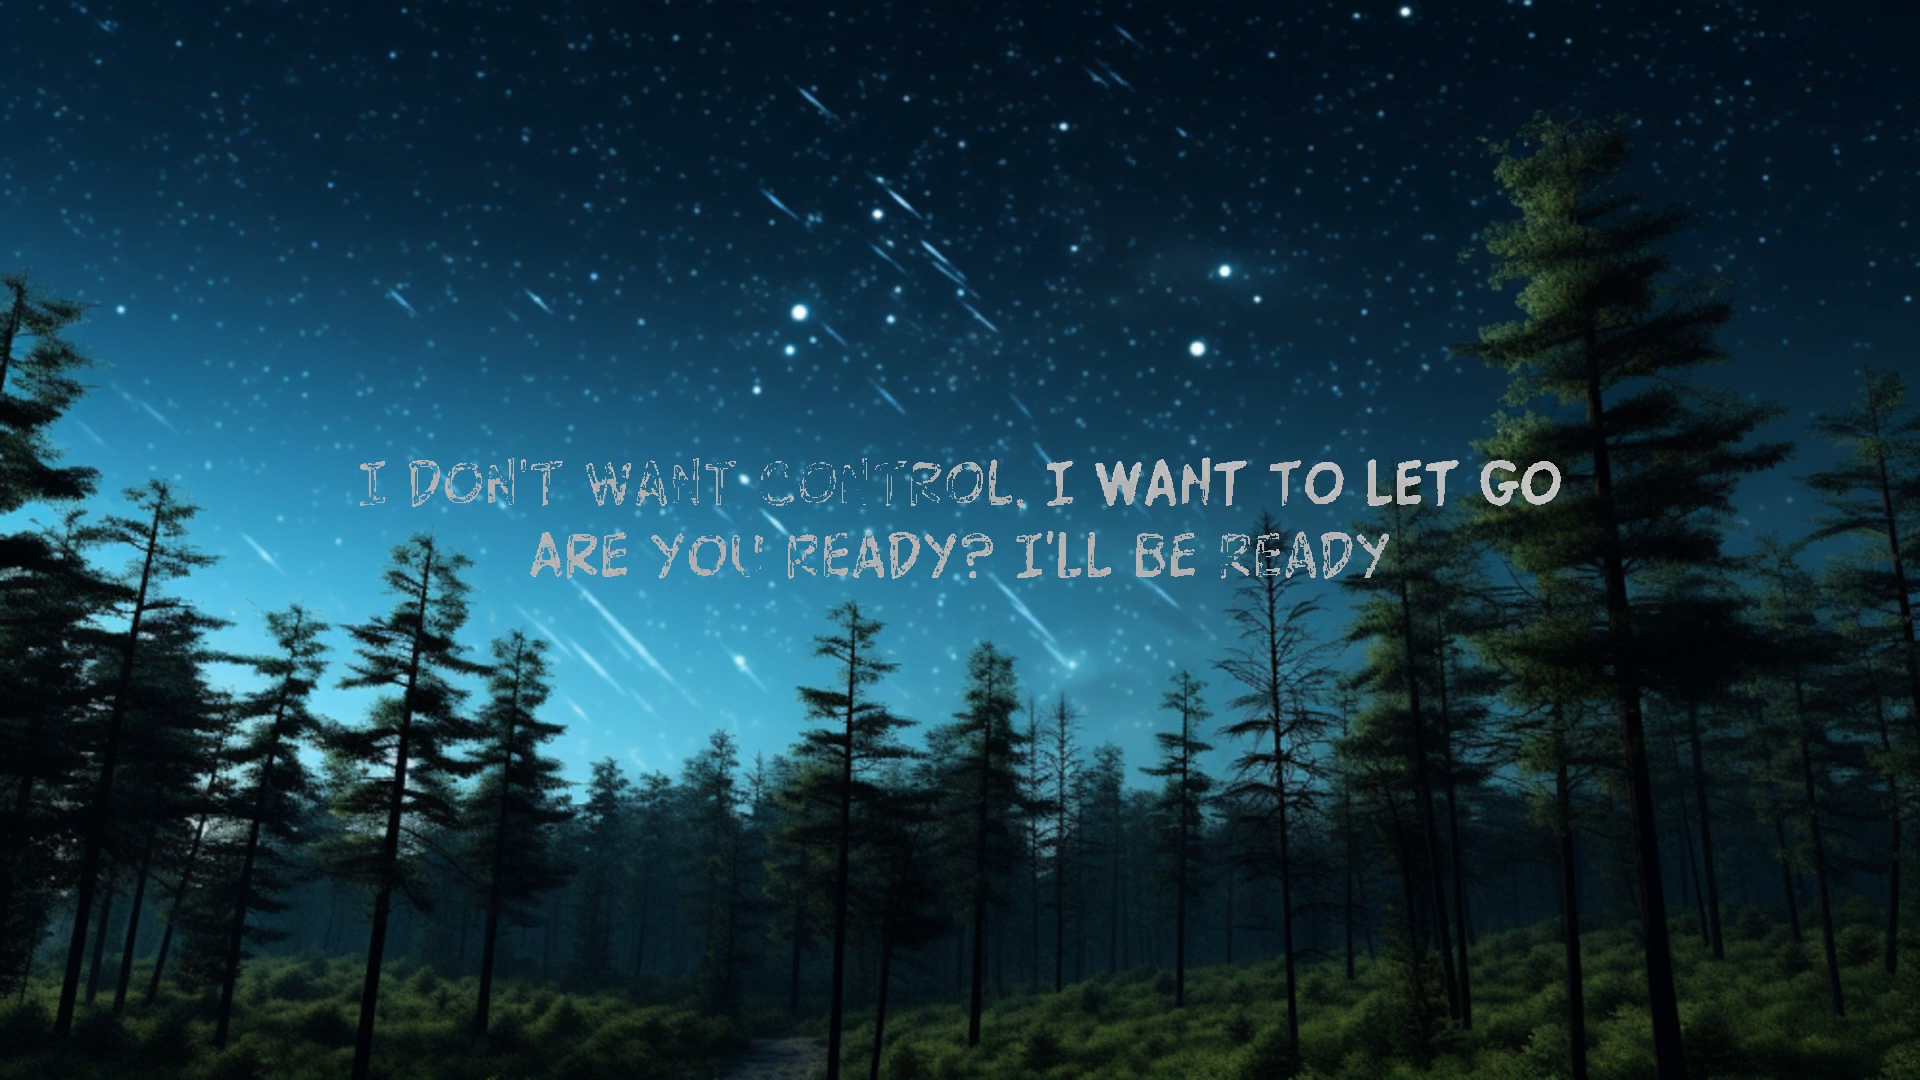 I DON'T WANT CONTROL, I WANT TO LET GO
ARE YOU READY? I'LL BE READY